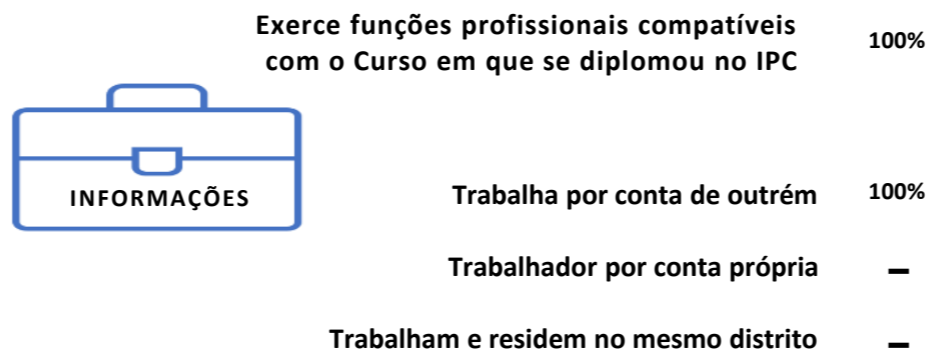 Exerce funções profissionais compatíveis
com o Curso em que se diplomou no IPC 100%
INFORMAÇÕES
Trabalha por conta de outrém 100%
Trabalhador por conta própria –
Trabalham e residem no mesmo distrito –